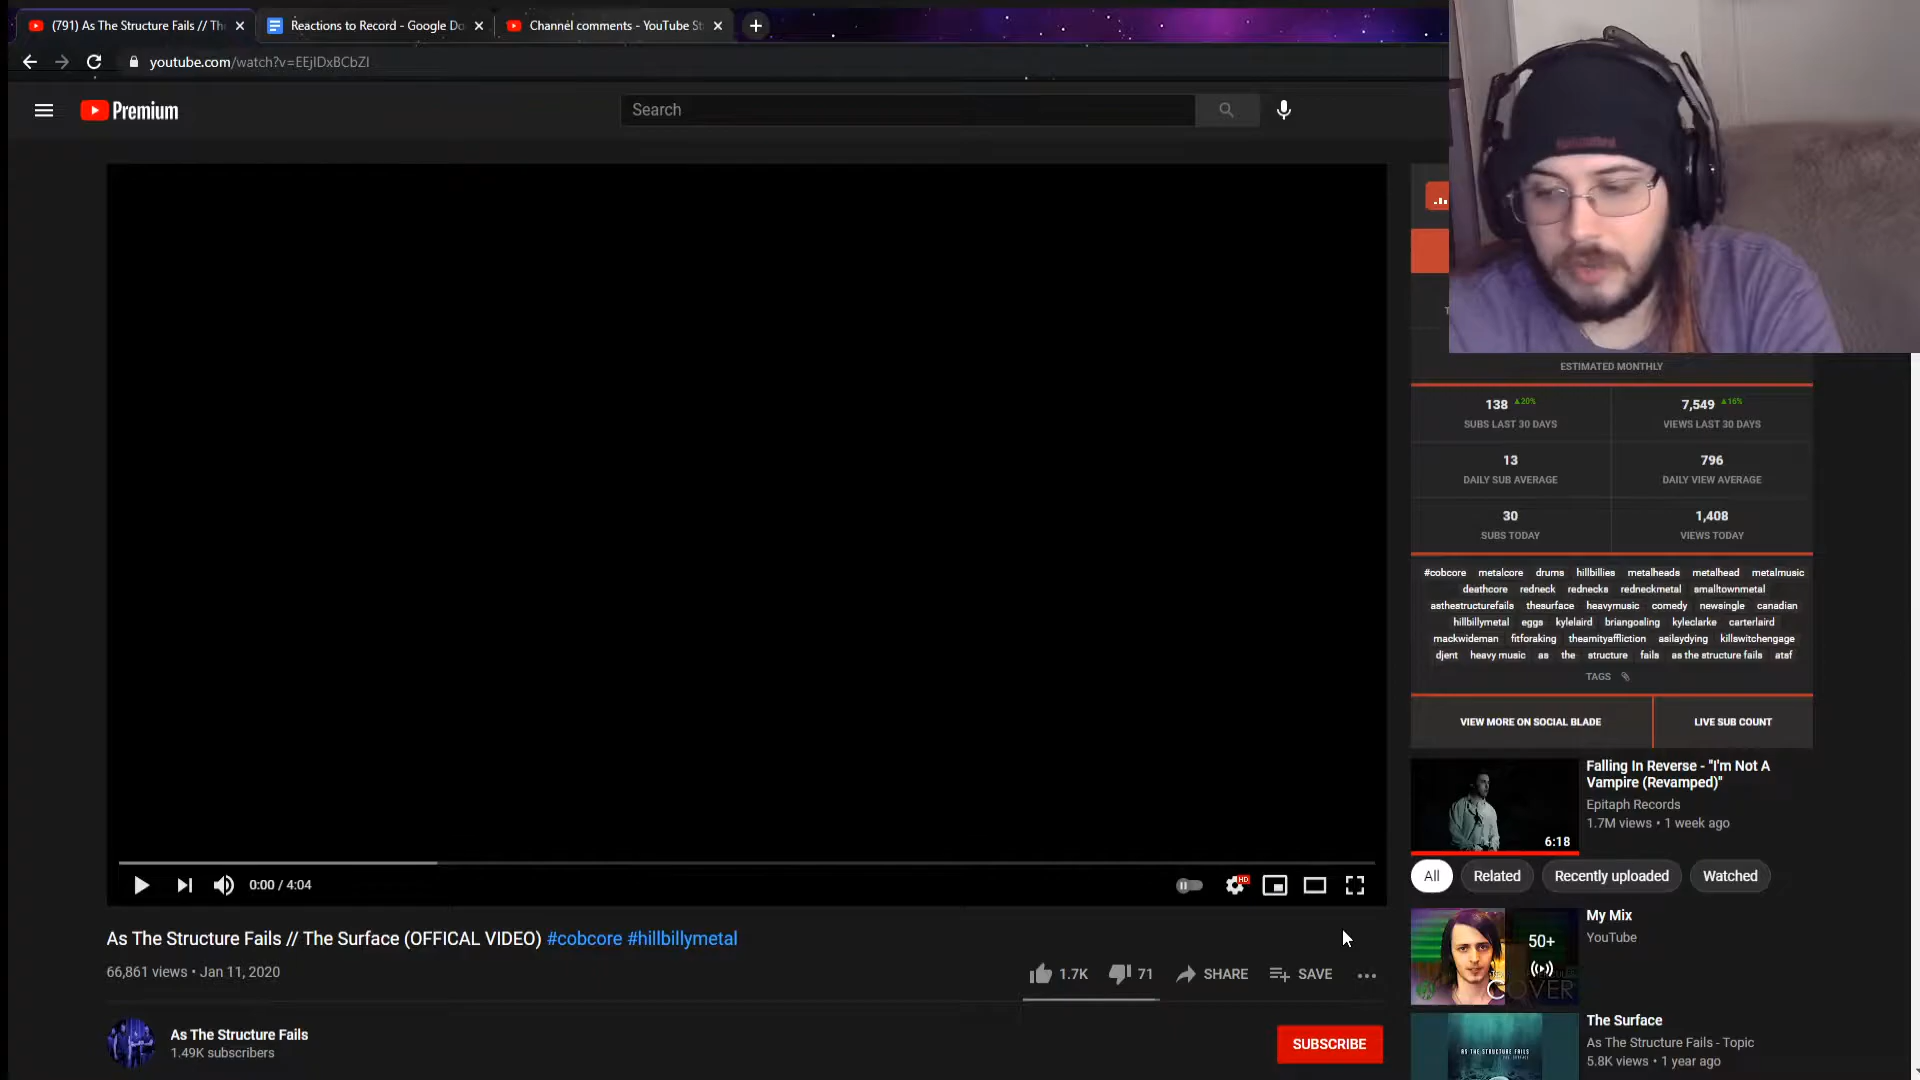 (791) As The Structure Fails // Th
Reactions to Record - Google Do
Channel comments - YouTube St
youtube.com/watch?v=EEjIDxBCbZI
Premium
Search
ESTIMATED MONTHLY
138 ▲20%
SUBS LAST 30 DAYS
7,549 ▲16%
VIEWS LAST 30 DAYS
13
DAILY SUB AVERAGE
796
DAILY VIEW AVERAGE
30
SUBS TODAY
1,408
VIEWS TODAY
#cobcore metalcore drums hillbillies metalheads metalhead metalmusic
deathcore redneck rednecks redneckmetal smalltownmetal
asthestructurefails thesurface heavymusic comedy newsingle canadian
hillbillymetal eggs kylelaird briangosling kyleclarke carterlaird
mackwideman fitforaking theamityaffliction asilaydying killswitchengage
djent heavy music as the structure fails as the structure fails atsf
TAGS
VIEW MORE ON SOCIAL BLADE
LIVE SUB COUNT
Falling In Reverse - "I'm Not A
Vampire (Revamped)"
Epitaph Records
1.7M views • 1 week ago
6:18
All
Related
Recently uploaded
Watched
My Mix
YouTube
50+
COVER
The Surface
As The Structure Fails - Topic
5.8K views • 1 year ago
AS THE STRUCTURE FAILS
0:00 / 4:04
HD
As The Structure Fails // The Surface (OFFICAL VIDEO) #cobcore #hillbillymetal
66,861 views • Jan 11, 2020
1.7K
71
SHARE
SAVE
As The Structure Fails
1.49K subscribers
SUBSCRIBE